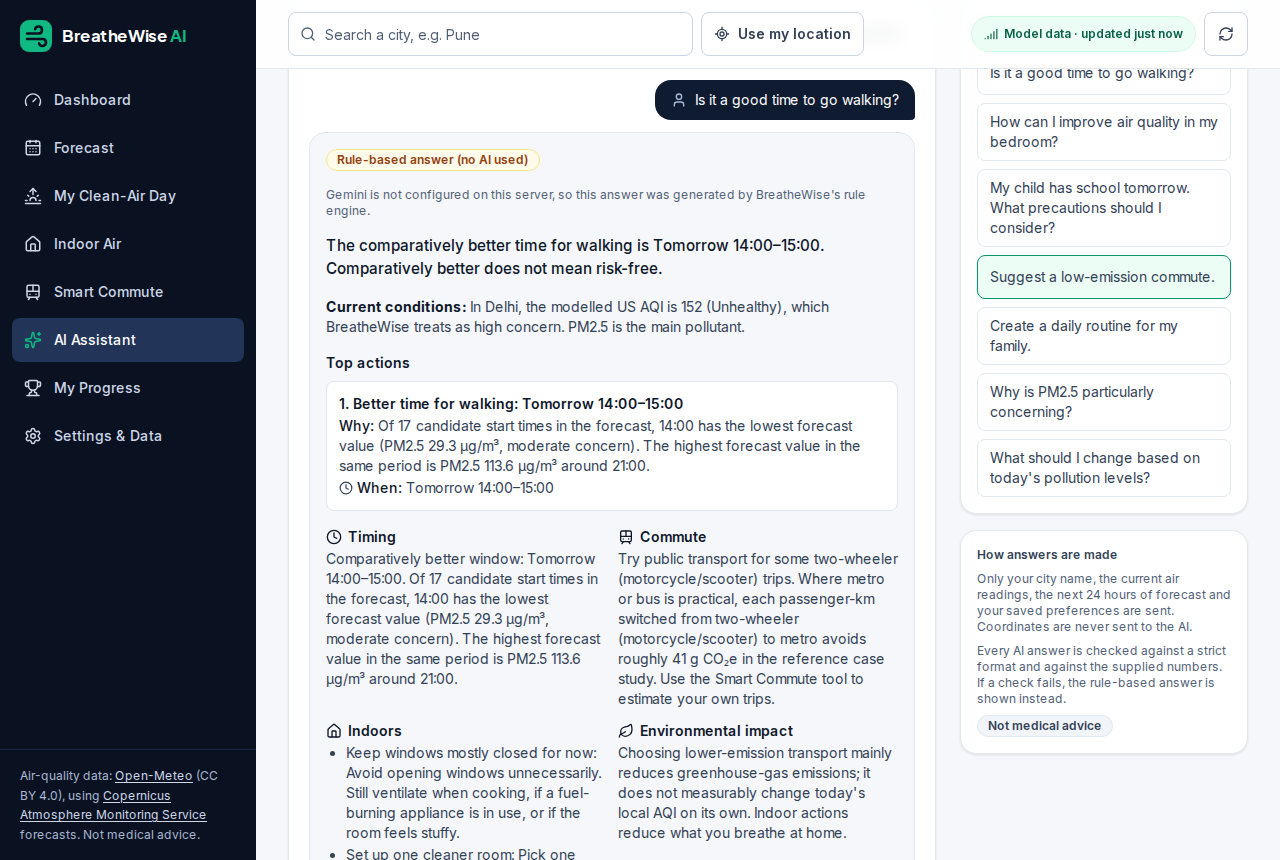 BreatheWise AI
Dashboard
Forecast
My Clean-Air Day
Indoor Air
Smart Commute
AI Assistant
My Progress
Settings & Data
Air-quality data: Open-Meteo (CC
BY 4.0), using Copernicus
Atmosphere Monitoring Service
forecasts. Not medical advice.
Search a city, e.g. Pune
Use my location
Model data · updated just now
Is it a good time to go walking?
Rule-based answer (no AI used)
Gemini is not configured on this server, so this answer was generated by BreatheWise's rule
engine.
The comparatively better time for walking is Tomorrow 14:00–15:00.
Comparatively better does not mean risk-free.
Current conditions: In Delhi, the modelled US AQI is 152 (Unhealthy), which
BreatheWise treats as high concern. PM2.5 is the main pollutant.
Top actions
1. Better time for walking: Tomorrow 14:00–15:00
Why: Of 17 candidate start times in the forecast, 14:00 has the lowest forecast
value (PM2.5 29.3 µg/m³, moderate concern). The highest forecast value in the
same period is PM2.5 113.6 µg/m³ around 21:00.
When: Tomorrow 14:00–15:00
Timing
Comparatively better window: Tomorrow
14:00–15:00. Of 17 candidate start times in
the forecast, 14:00 has the lowest
forecast value (PM2.5 29.3 µg/m³,
moderate concern). The highest forecast
value in the same period is PM2.5 113.6
µg/m³ around 21:00.
Commute
Try public transport for some two-wheeler
(motorcycle/scooter) trips. Where metro
or bus is practical, each passenger-km
switched from two-wheeler
(motorcycle/scooter) to metro avoids
roughly 41 g CO₂e in the reference case
study. Use the Smart Commute tool to
estimate your own trips.
Indoors
• Keep windows mostly closed for now:
Avoid opening windows unnecessarily.
Still ventilate when cooking, if a fuel-
burning appliance is in use, or if the
room feels stuffy.
• Set up one cleaner room: Pick one
Environmental impact
Choosing lower-emission transport mainly
reduces greenhouse-gas emissions; it
does not measurably change today's
local AQI on its own. Indoor actions
reduce what you breathe at home.
Is it a good time to go walking?
How can I improve air quality in my
bedroom?
My child has school tomorrow.
What precautions should I
consider?
Suggest a low-emission commute.
Create a daily routine for my
family.
Why is PM2.5 particularly
concerning?
What should I change based on
today's pollution levels?
How answers are made
Only your city name, the current air
readings, the next 24 hours of forecast and
your saved preferences are sent.
Coordinates are never sent to the AI.
Every AI answer is checked against a strict
format and against the supplied numbers.
If a check fails, the rule-based answer is
shown instead.
Not medical advice